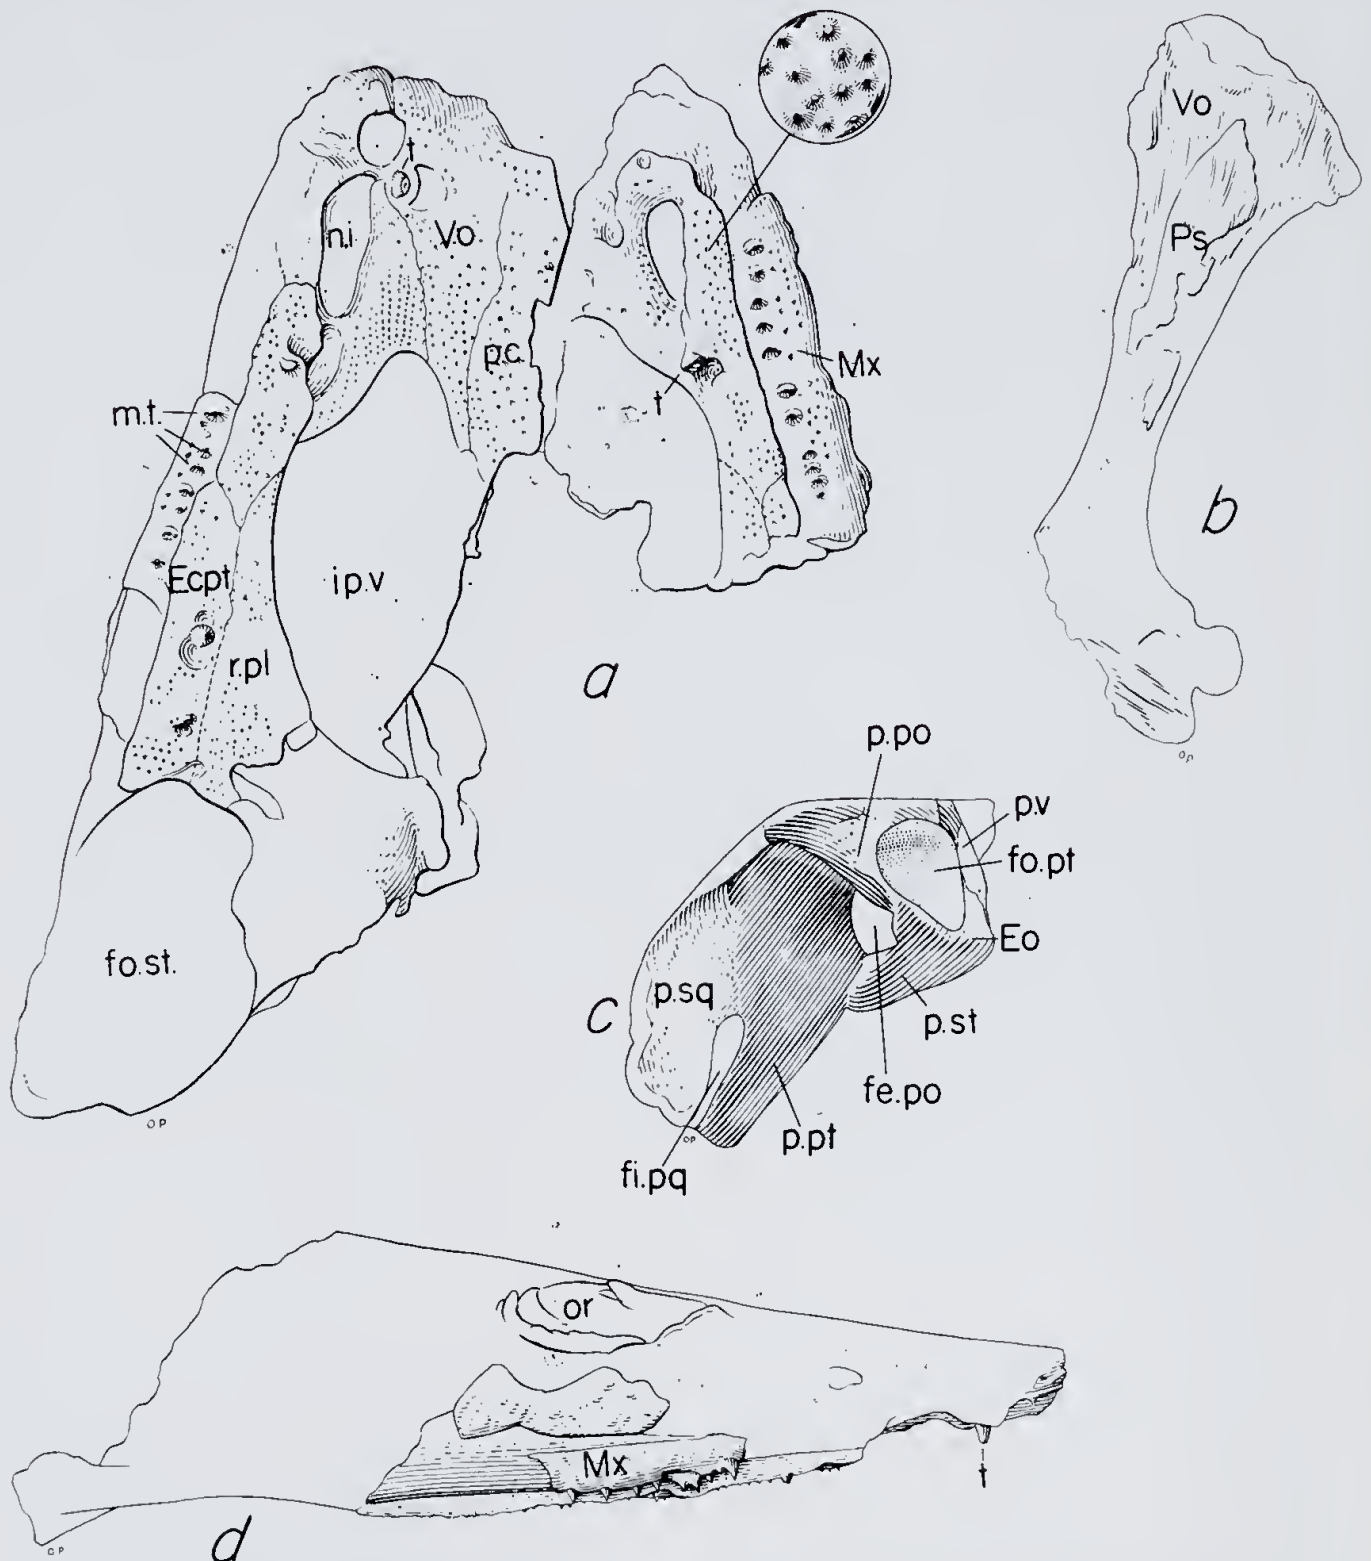 t
n.i
V.o.
p.c.
m.t.
Ecpt
i p.v
r.pl
fo.st.
O P
t
Mx
a
Vo
Ps
b
O P
p.po
p.v
fo.pt
Eo
p.sq
c
p.st
fe.po
p.pt
O P
fi.pq
or
Mx
t
d
O P